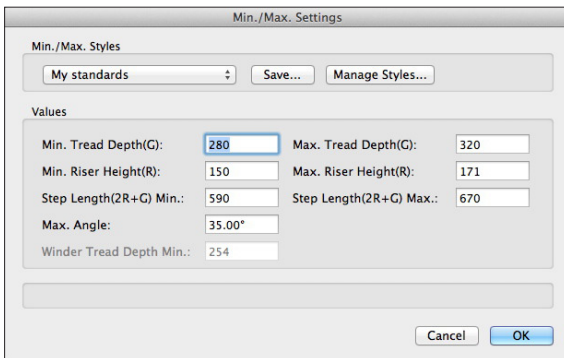 Min./Max. Settings
Min./Max. Styles
My standards Save... Manage Styles...
Values
Min. Tread Depth(G): 280 Max. Tread Depth(G): 320
Min. Riser Height(R): 150 Max. Riser Height(R): 171
Step Length(2R+G) Min.: 590 Step Length(2R+G) Max.: 670
Max. Angle: 35.00°
Winder Tread Depth Min.: 254
Cancel OK